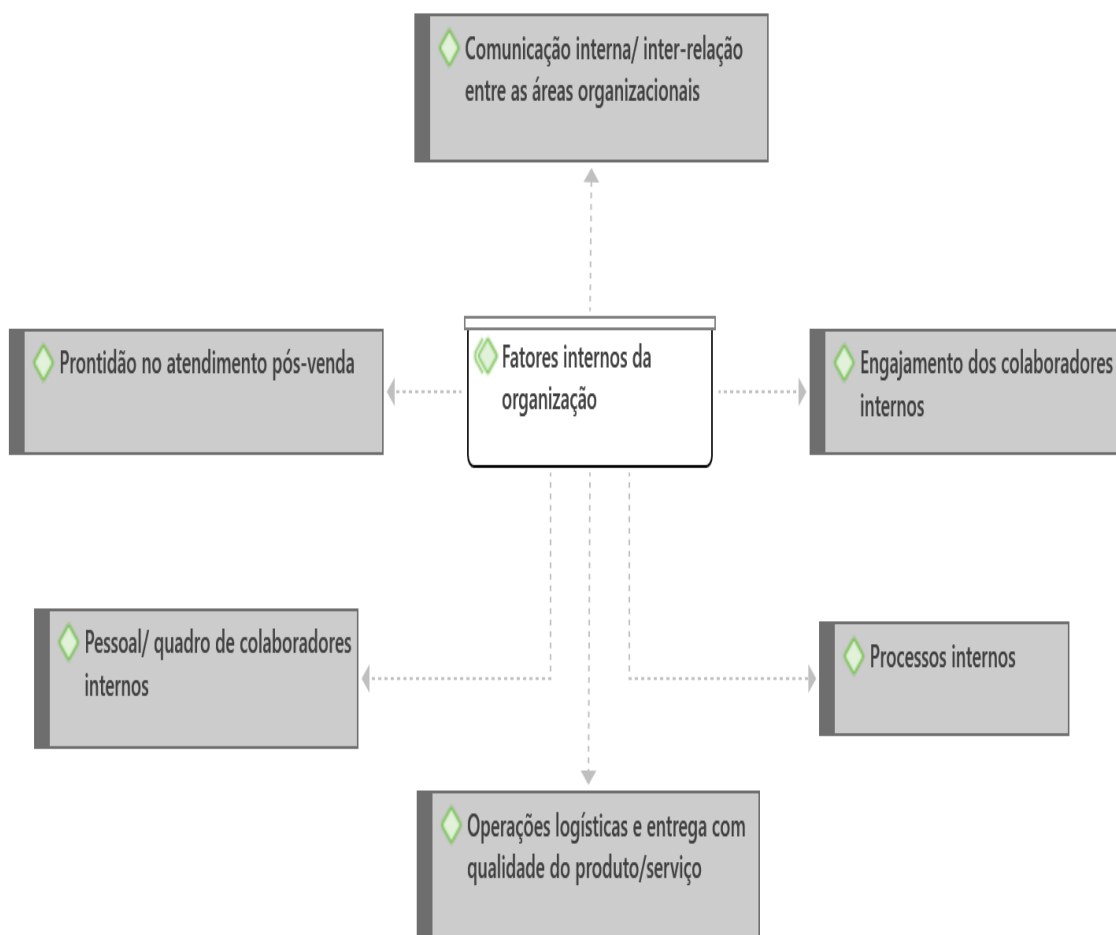 Comunicação interna/ inter-relação
entre as áreas organizacionais
Prontidão no atendimento pós-venda
Fatores internos da
organização
Engajamento dos colaboradores
internos
Pessoal/ quadro de colaboradores
internos
Processos internos
Operações logísticas e entrega com
qualidade do produto/serviço